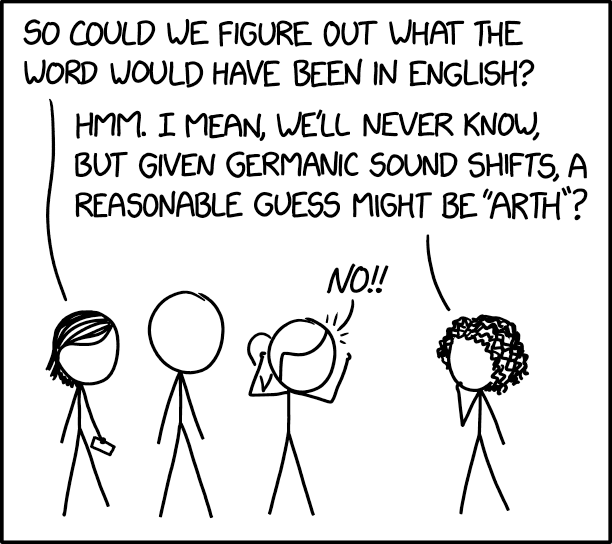 SO COULD WE FIGURE OUT WHAT THE
WORD WOULD HAVE BEEN IN ENGLISH?
HMM. I MEAN, WE'LL NEVER KNOW,
BUT GIVEN GERMANIC SOUND SHIFTS, A
REASONABLE GUESS MIGHT BE "ARTH"?
NO!!